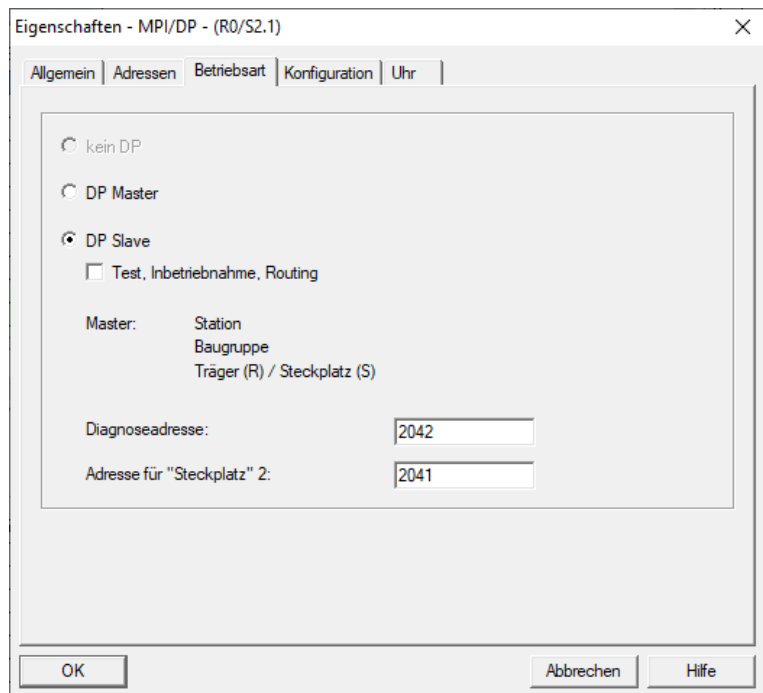 Eigenschaften - MPI/DP - (R0/S2.1)
Allgemein Adressen Betriebsart Konfiguration Uhr
kein DP
DP Master
DP Slave
Test, Inbetriebnahme, Routing
Master: Station
Baugruppe
Träger (R) / Steckplatz (S)
Diagnoseadresse: 2042
Adresse für "Steckplatz" 2: 2041
OK Abbrechen Hilfe